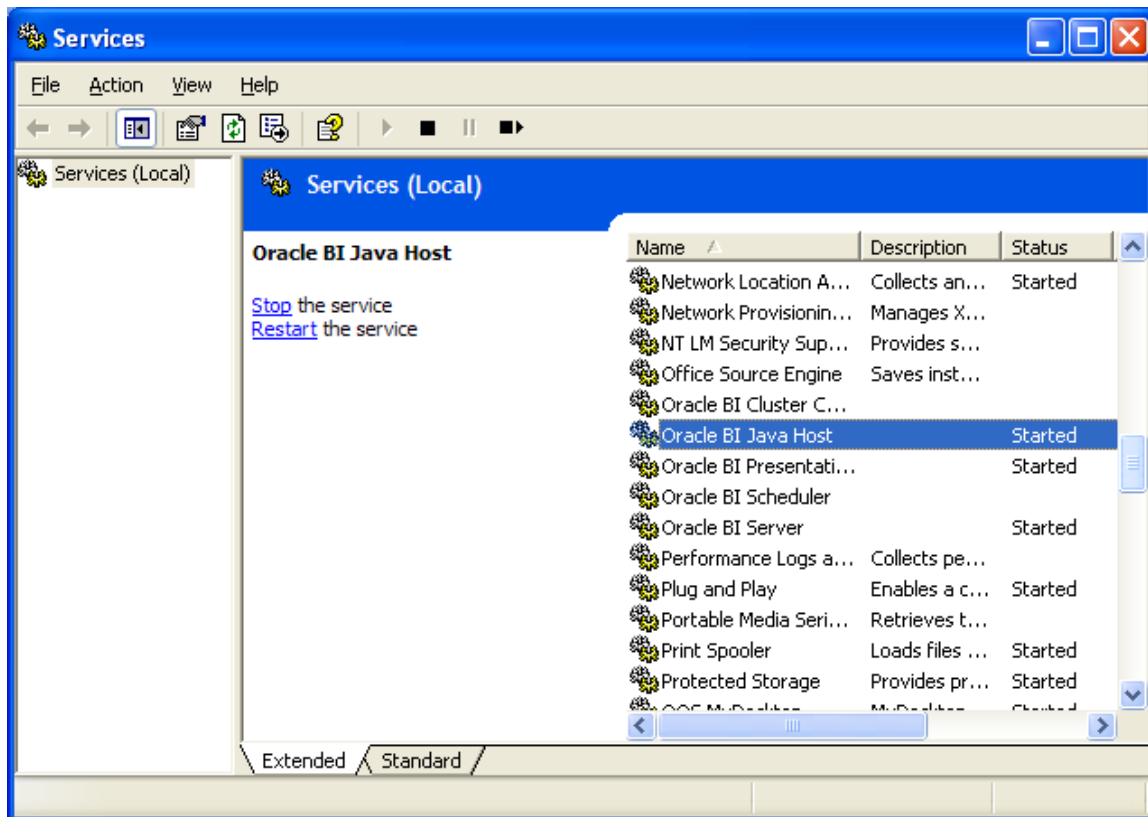 Services
File Action View Help
Services (Local)
Services (Local)
Oracle BI Java Host
Stop the service
Restart the service
Name Description Status
Network Location A... Collects an... Started
Network Provisionin... Manages X...
NT LM Security Sup... Provides s...
Office Source Engine Saves inst...
Oracle BI Cluster C...
Oracle BI Java Host Started
Oracle BI Presentati... Started
Oracle BI Scheduler
Oracle BI Server Started
Performance Logs a... Collects pe...
Plug and Play Enables a c... Started
Portable Media Seri... Retrieves t...
Print Spooler Loads files ... Started
Protected Storage Provides pr... Started
Extended Standard